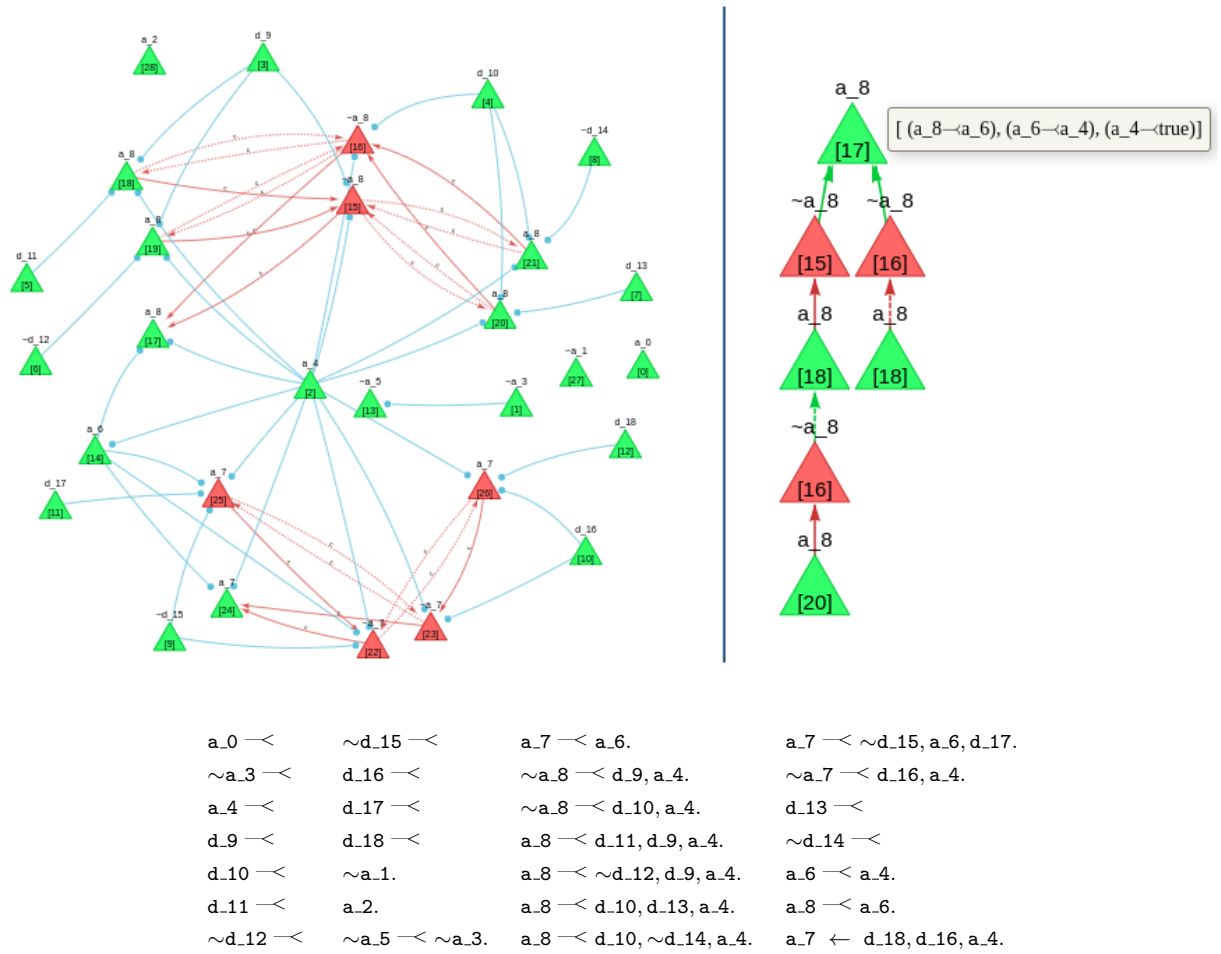 a_2
[28]
d_9
[3]
d_10
[4]
~a_8
[16]
~d_14
[8]
a_8
[18]
~a_8
[15]
a_8
[19]
a_8
[21]
d_11
[5]
d_13
[7]
a_8
[20]
a_8
[17]
~d_12
[6]
~a_1
[27]
a_0
[0]
a_4
[2]
~a_5
[13]
~a_3
[1]
a_6
[14]
d_18
[12]
a_7
[25]
a_7
[26]
d_17
[11]
d_16
[10]
a_7
[24]
~a_7
[23]
~d_15
[9]
~a_7
[22]
a_8
[17]
[ (a_8⤙a_6), (a_6⤙a_4), (a_4⤙true)]
~a_8 ~a_8
[15] [16]
a_8 a_8
[18] [18]
~a_8
[16]
a_8
[20]
a_0 ⤙ ~d_15 ⤙ a_7 ⤙ a_6. a_7 ⤙ ~d_15, a_6, d_17.
~a_3 ⤙ d_16 ⤙ ~a_8 ⤙ d_9, a_4. ~a_7 ⤙ d_16, a_4.
a_4 ⤙ d_17 ⤙ ~a_8 ⤙ d_10, a_4. d_13 ⤙
d_9 ⤙ d_18 ⤙ a_8 ⤙ d_11, d_9, a_4. ~d_14 ⤙
d_10 ⤙ ~a_1. a_8 ⤙ ~d_12, d_9, a_4. a_6 ⤙ a_4.
d_11 ⤙ a_2. a_8 ⤙ d_10, d_13, a_4. a_8 ⤙ a_6.
~d_12 ⤙ ~a_5 ⤙ ~a_3. a_8 ⤙ d_10, ~d_14, a_4. a_7 ← d_18, d_16, a_4.